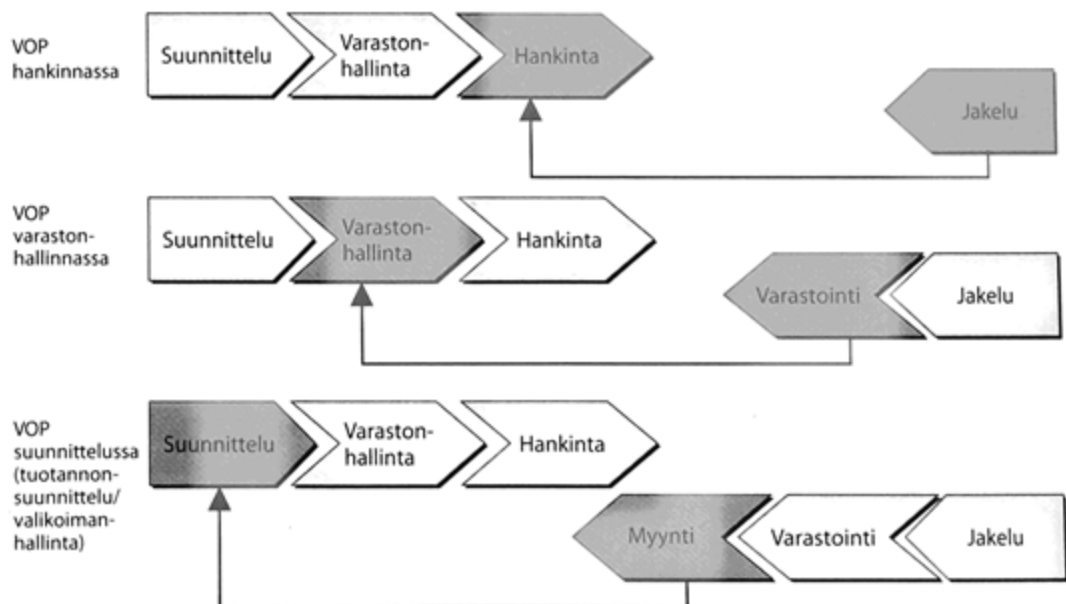 VOP
hankinnassa
Suunnittelu
Varaston-
hallinta
Hankinta
Jakelu
VOP
varaston-
hallinnassa
Suunnittelu
Varaston-
hallinta
Hankinta
Varastointi
Jakelu
VOP
suunnittelussa
(tuotannon-
suunnittelu/
valikoiman-
hallinta)
Suunnittelu
Varaston-
hallinta
Hankinta
Myynti
Varastointi
Jakelu